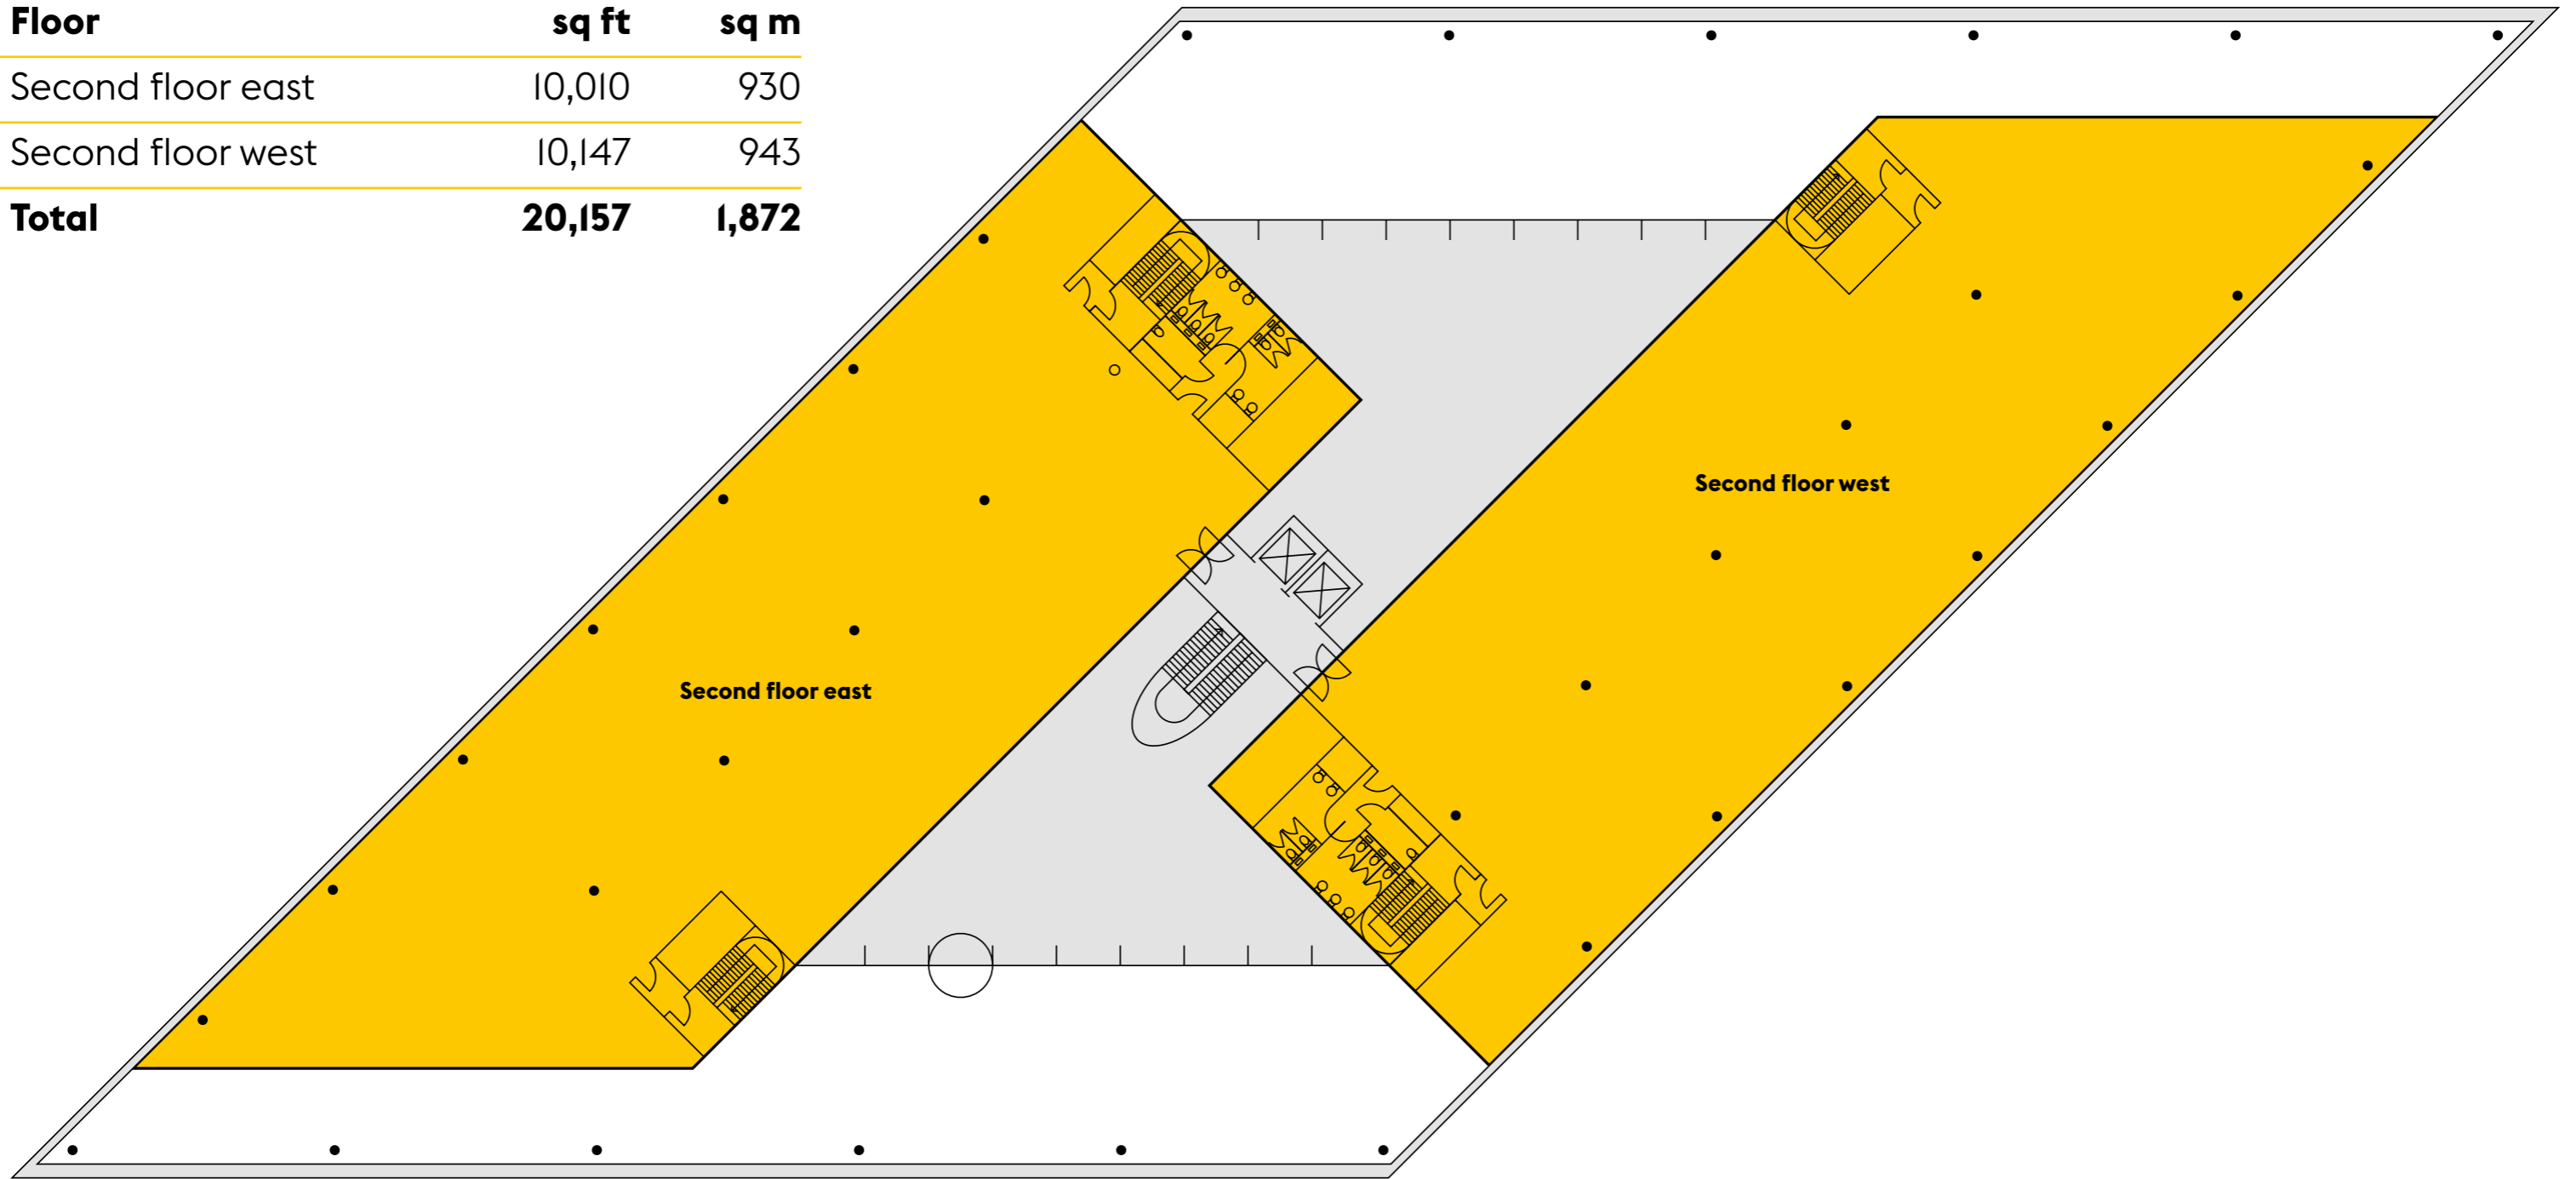 Floor sq ft sq m
Second floor east 10,010 930
Second floor west 10,147 943
Total 20,157 1,872
Second floor west
Second floor east